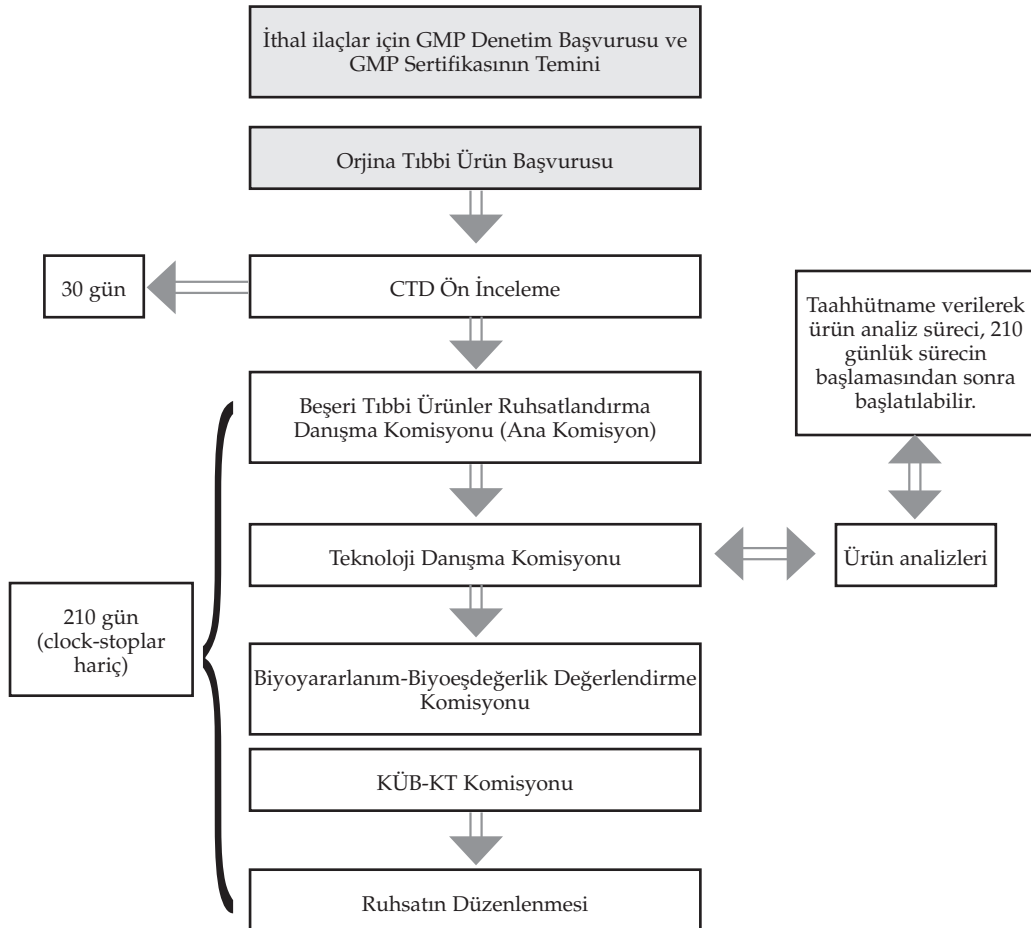 İthal ilaçlar için GMP Denetim Başvurusu ve
GMP Sertifikasının Temini
Orjina Tıbbi Ürün Başvurusu
30 gün
CTD Ön İnceleme
Taahhütname verilerek
ürün analiz süreci, 210
günlük sürecin
başlamasından sonra
başlatılabilir.
Beşeri Tıbbi Ürünler Ruhsatlandırma
Danışma Komisyonu (Ana Komisyon)
Teknoloji Danışma Komisyonu
Ürün analizleri
210 gün
(clock-stoplar
hariç)
Biyoyararlanım-Biyoeşdeğerlik Değerlendirme
Komisyonu
KÜB-KT Komisyonu
Ruhsatın Düzenlenmesi